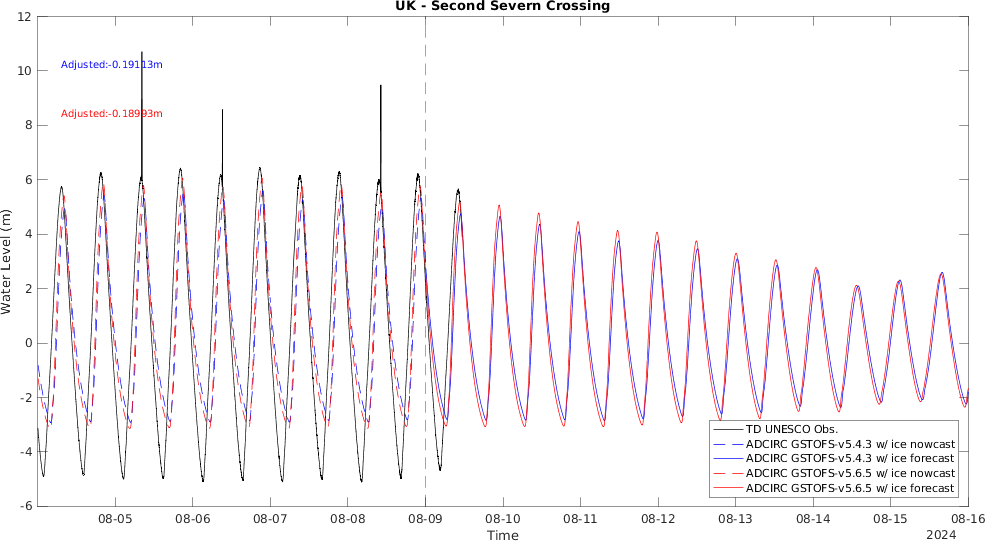 UK - Second Severn Crossing
12
10
8
6
4
2
0
-2
-4
-6
Water Level (m)
Adjusted:-0.19113m
Adjusted:-0.18993m
TD UNESCO Obs.
ADCIRC GSTOFS-v5.4.3 w/ ice nowcast
ADCIRC GSTOFS-v5.4.3 w/ ice forecast
ADCIRC GSTOFS-v5.6.5 w/ ice nowcast
ADCIRC GSTOFS-v5.6.5 w/ ice forecast
08-05 08-06 08-07 08-08 08-09 08-10 08-11 08-12 08-13 08-14 08-15 08-16
Time
2024